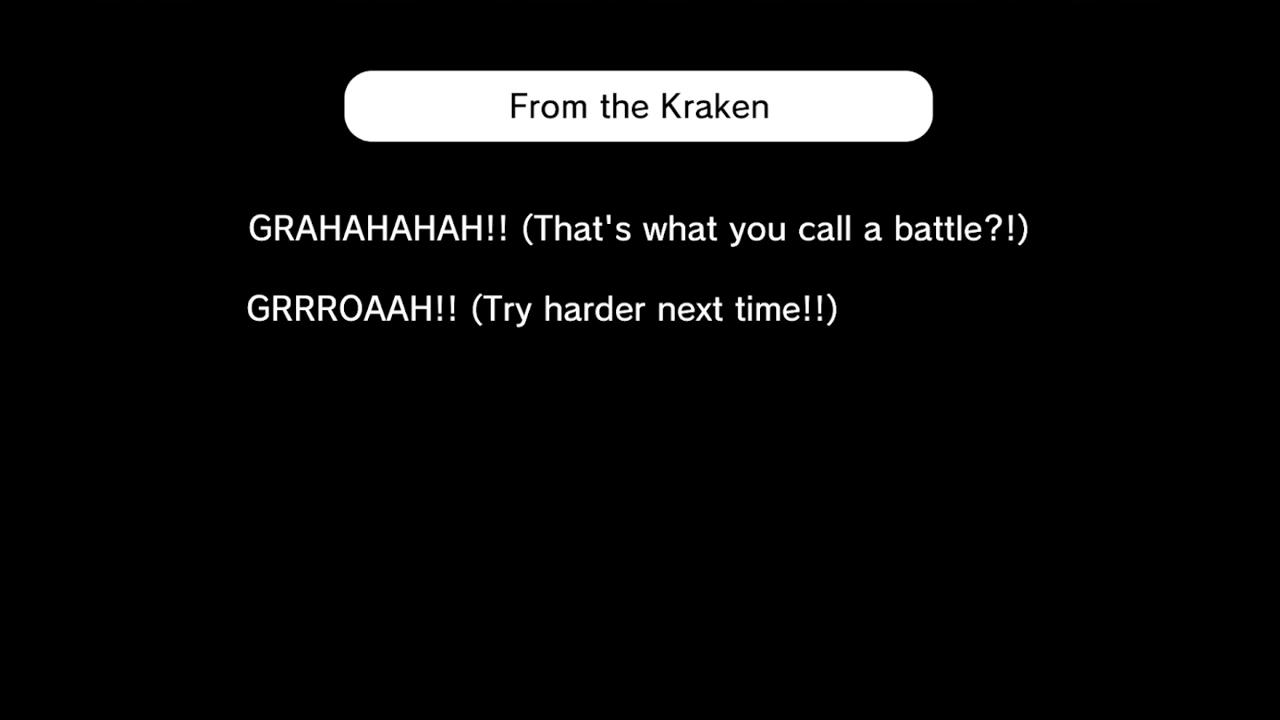 From the Kraken
GRAHAHAHAH!! (That's what you call a battle?!)
GRRROAAH!! (Try harder next time!!)